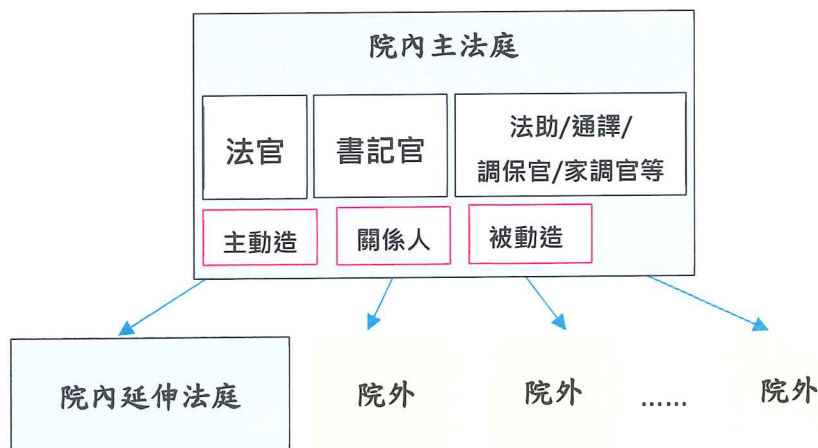 院內主法庭
法官
書記官
法助/通譯/
調保官/家調官等
主動造
關係人
被動造
院內延伸法庭
院外
院外
……
院外